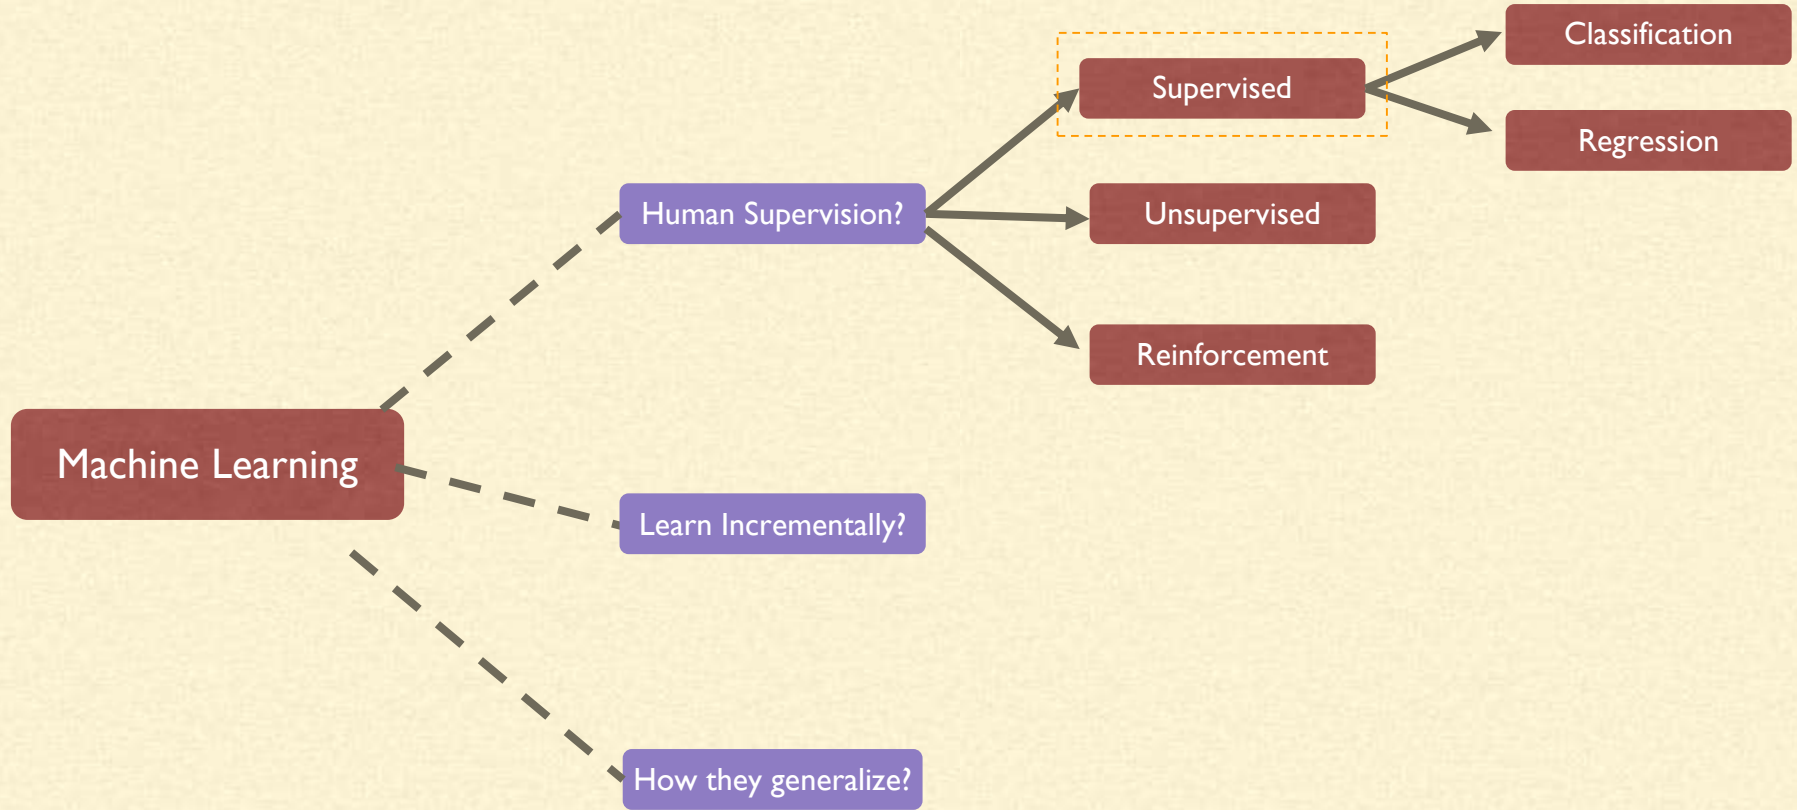 Classification
Supervised
Regression
Human Supervision?
Unsupervised
Reinforcement
Machine Learning
Learn Incrementally?
How they generalize?